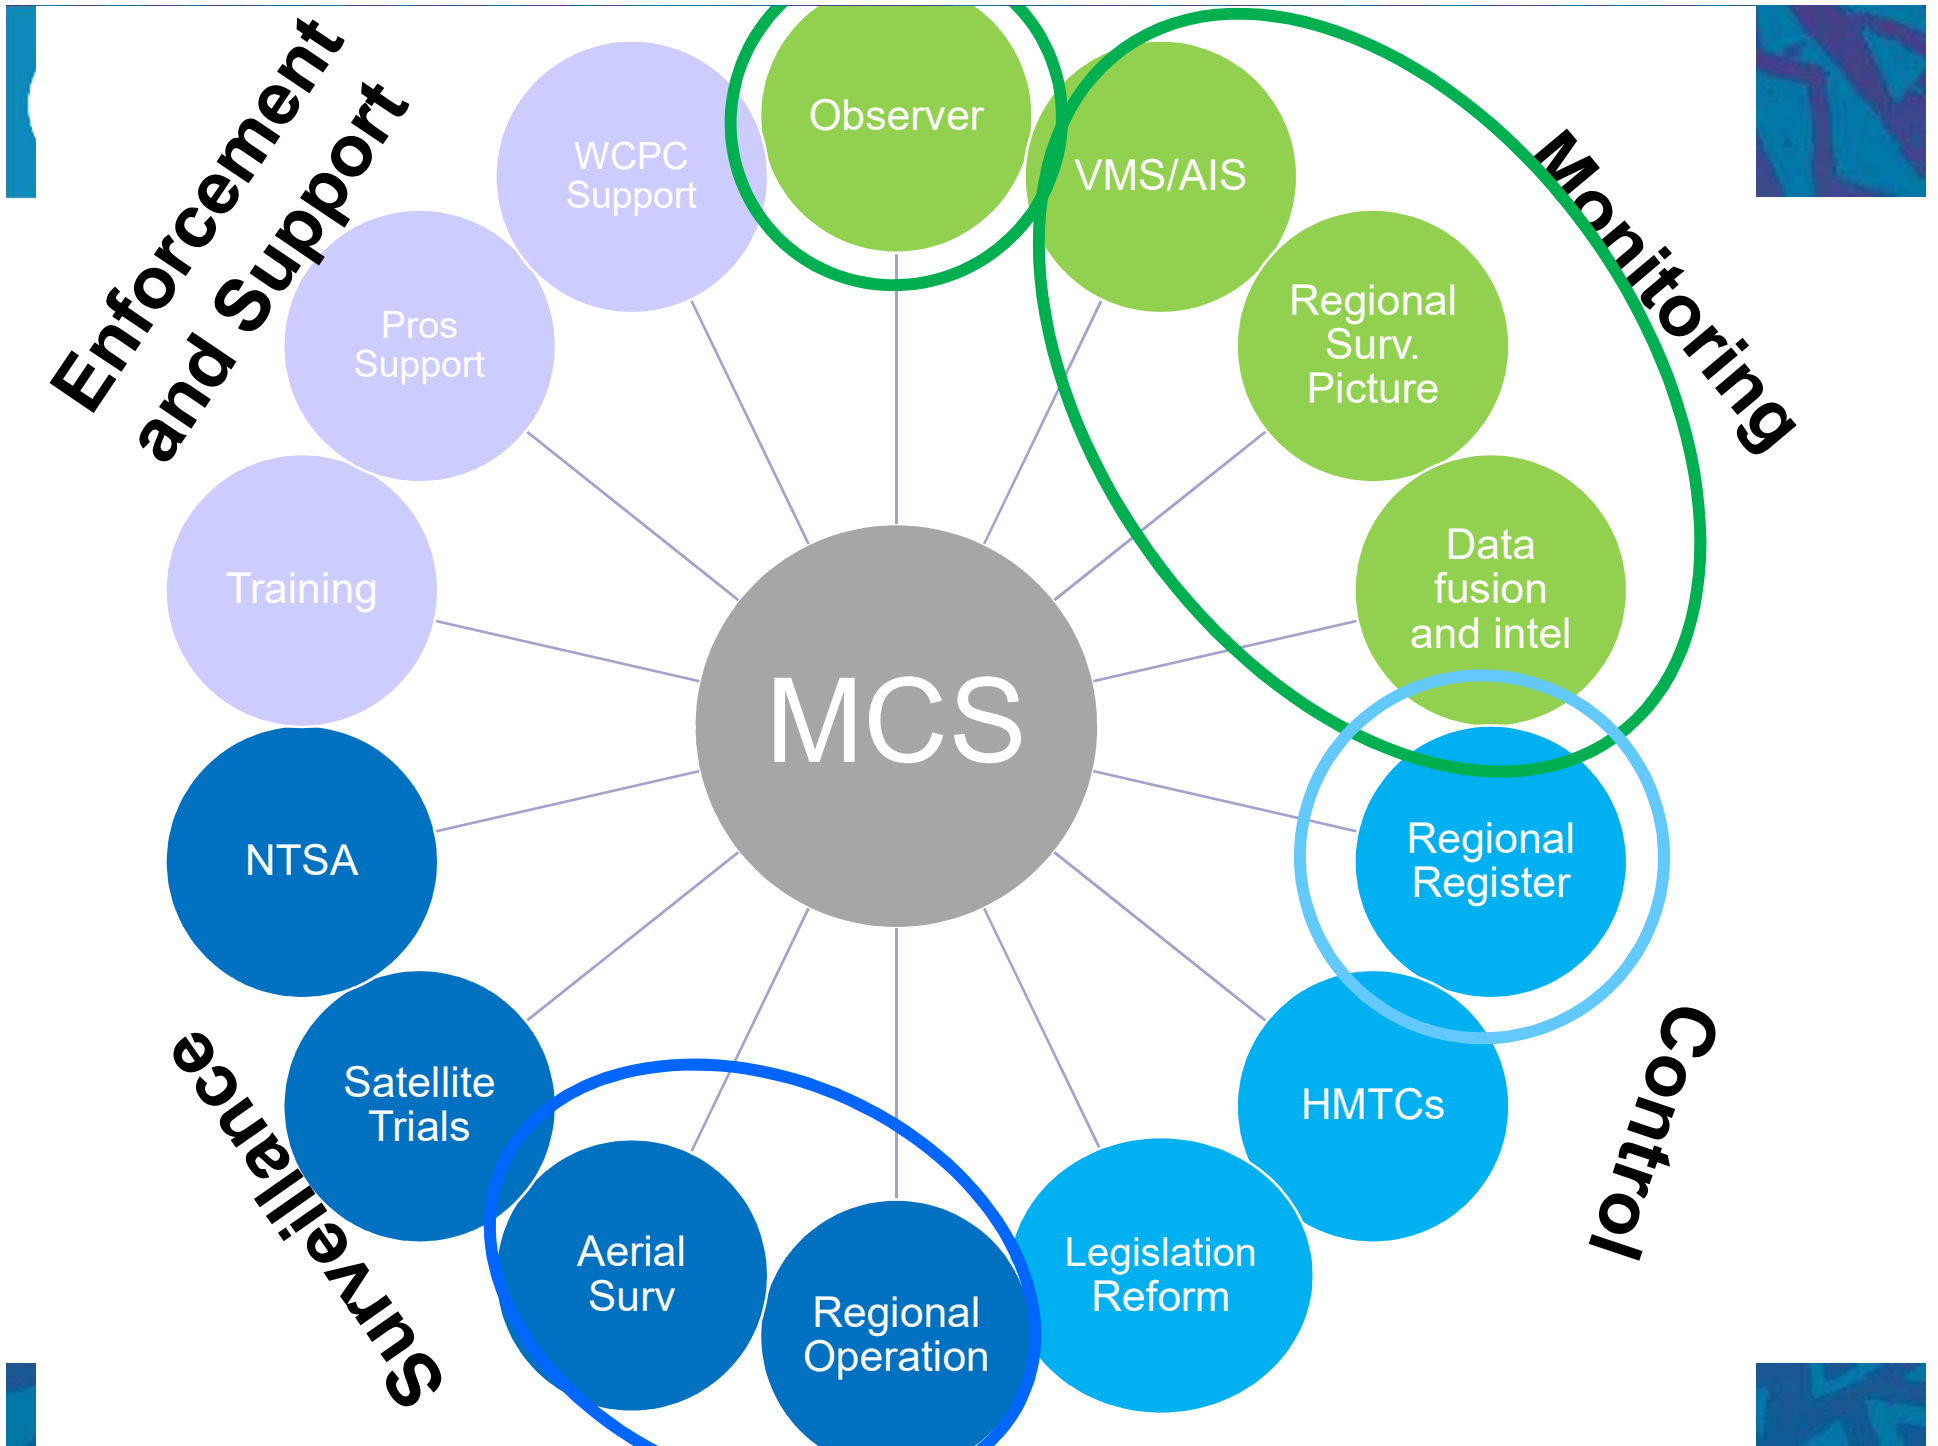 Enforcement
and Support
Monitoring
Control
Surveillance
MCS
Observer
VMS/AIS
Regional
Surv.
Picture
Data
fusion
and intel
Regional
Register
HMTCs
Legislation
Reform
Regional
Operation
Aerial
Surv
Satellite
Trials
NTSA
Training
Pros
Support
WCPC
Support